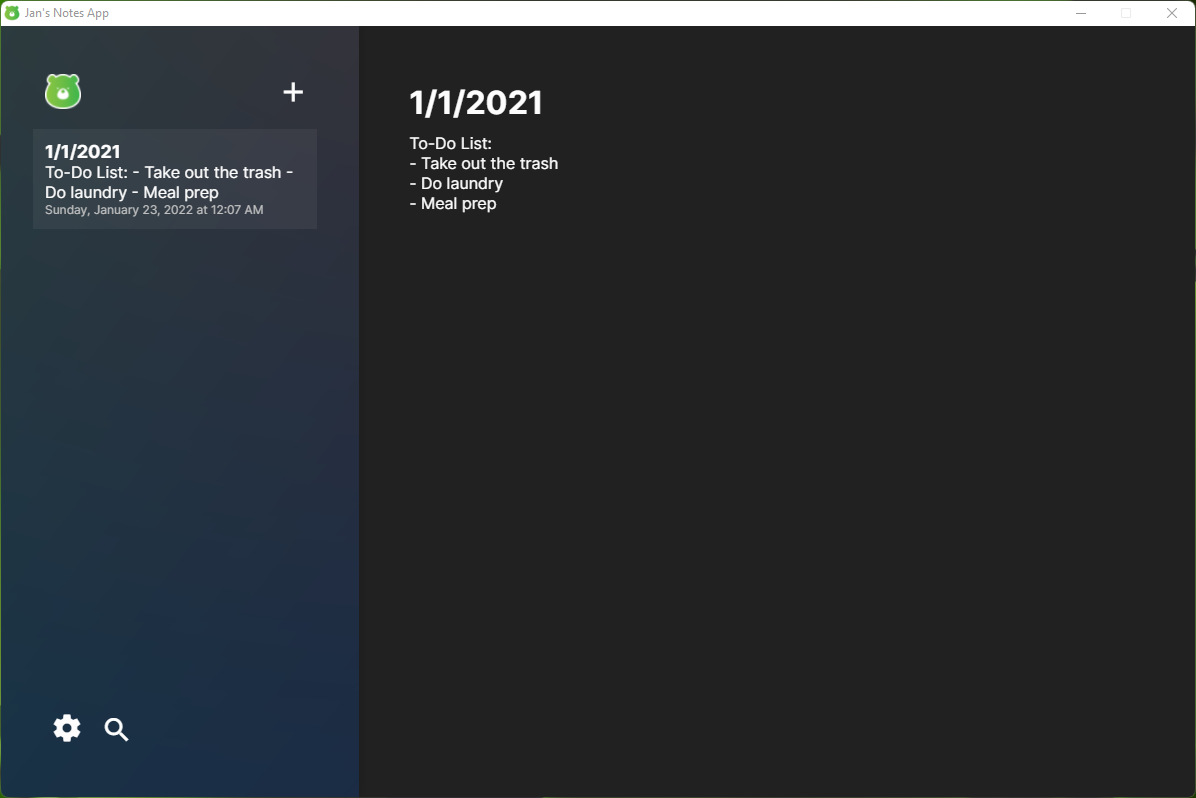 Jan's Notes App
1/1/2021
To-Do List: - Take out the trash -
Do laundry - Meal prep
Sunday, January 23, 2022 at 12:07 AM
1/1/2021
To-Do List:
- Take out the trash
- Do laundry
- Meal prep